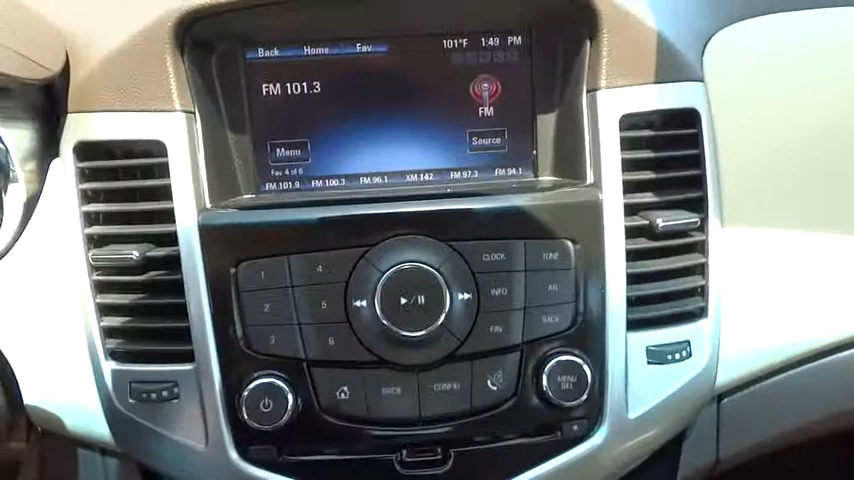 Back Home Fav 101°F 1:49 PM
FM 101.3
FM
Menu Source
Fav 4 of 6
FM 101.9 FM 100.3 FM 96.1 XM 142 FM 97.3 FM 94.1
1 4 CLOCK TONE
2 5 INFO AS
3 6 FAV BACK
SRCE CONFIG MENU SEL